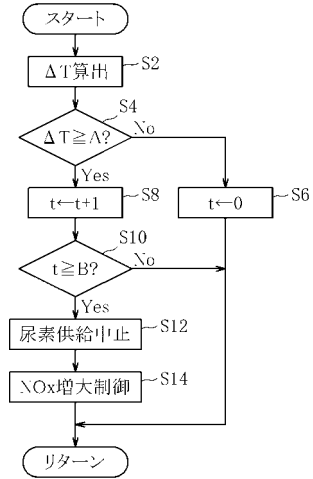 スタート
ΔT算出
S2
S4
ΔT≧A?
No
Yes
t←t+1
S8
t←0
S6
S10
t≧B?
No
Yes
尿素供給中止
S12
NOx増大制御
S14
リターン